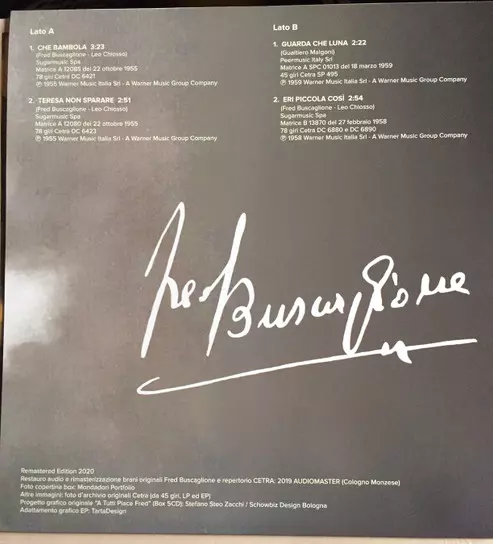 Lato A
1. CHE BAMBOLA 3:23
(Fred Buscaglione - Leo Chiosso)
Sugarmusic Spa
Matrice A 12085 del 22 ottobre 1955
78 giri Cetra DC 6421
℗ 1955 Warner Music Italia Srl - A Warner Music Group Company
2. TERESA NON SPARARE 2:51
(Fred Buscaglione - Leo Chiosso)
Sugarmusic Spa
Matrice A 12080 del 22 ottobre 1955
78 giri Cetra DC 6423
℗ 1955 Warner Music Italia Srl - A Warner Music Group Company
Lato B
1. GUARDA CHE LUNA 2:22
(Gualtiero Malgoni)
Peermusic Italy Srl
Matrice A SPC 01013 del 18 marzo 1959
45 giri Cetra SP 495
℗ 1959 Warner Music Italia Srl - A Warner Music Group Company
2. ERI PICCOLA COSÌ 2:54
(Fred Buscaglione - Leo Chiosso)
Sugarmusic Spa
Matrice B 13870 del 27 febbraio 1958
78 giri Cetra DC 6880 e DC 6890
℗ 1958 Warner Music Italia Srl - A Warner Music Group Company
Fred Buscaglione
Remastered Edition 2020
Restauro audio e rimasterizzazione brani originali Fred Buscaglione e repertorio CETRA: 2019 AUDIOMASTER (Cologno Monzese)
Foto copertina box: Mondadori Portfolio
Altre immagini: foto d'archivio originali Cetra (da 45 giri, LP ed EP)
Progetto grafico originale "A Tutti Piace Fred" (Box 5CD): Stefano Steo Zacchi / Schowbiz Design Bologna
Adattamento grafico EP: TartaDesign